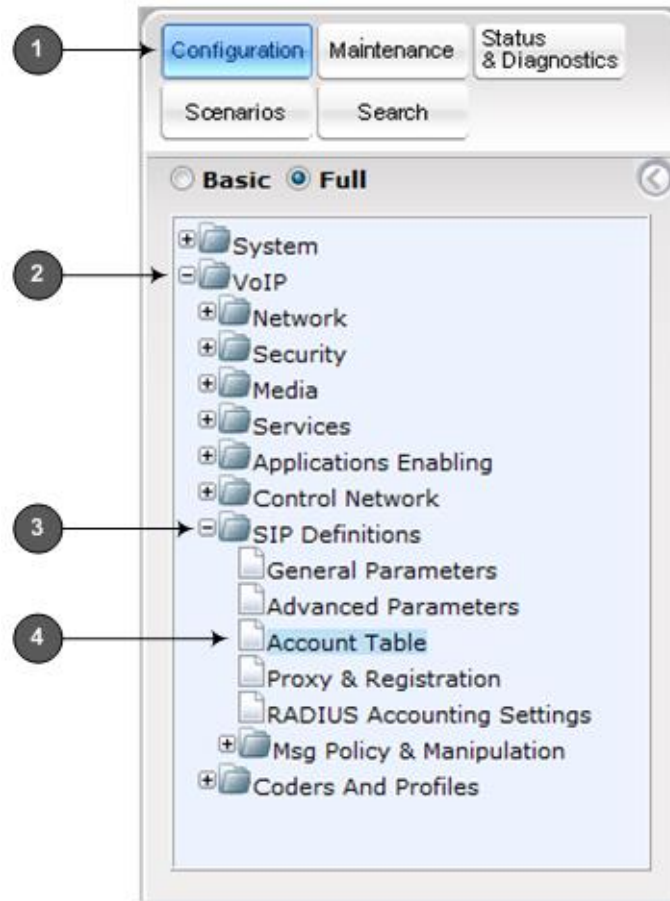 1
Configuration
Maintenance
Status
& Diagnostics
Scenarios
Search
Basic
Full
System
2
VoIP
Network
Security
Media
Services
Applications Enabling
Control Network
3
SIP Definitions
General Parameters
Advanced Parameters
4
Account Table
Proxy & Registration
RADIUS Accounting Settings
Msg Policy & Manipulation
Coders And Profiles